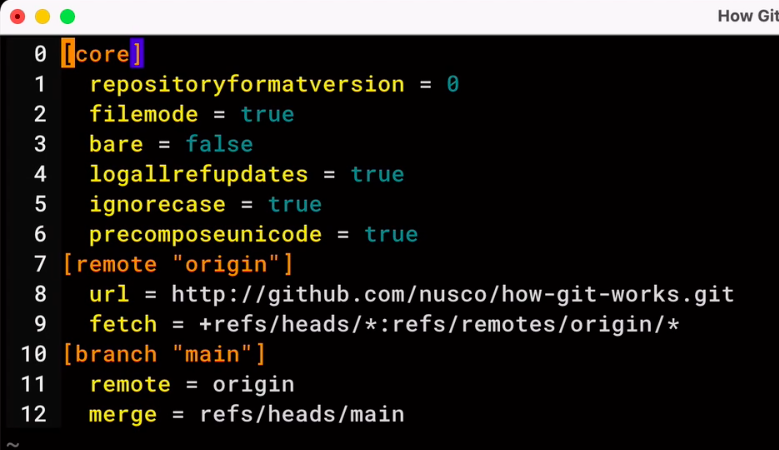 How Git
0 [core]
1 repositoryformatversion = 0
2 filemode = true
3 bare = false
4 logallrefupdates = true
5 ignorecase = true
6 precomposeunicode = true
7 [remote "origin"]
8 url = http://github.com/nusco/how-git-works.git
9 fetch = +refs/heads/*:refs/remotes/origin/*
10 [branch "main"]
11 remote = origin
12 merge = refs/heads/main
~